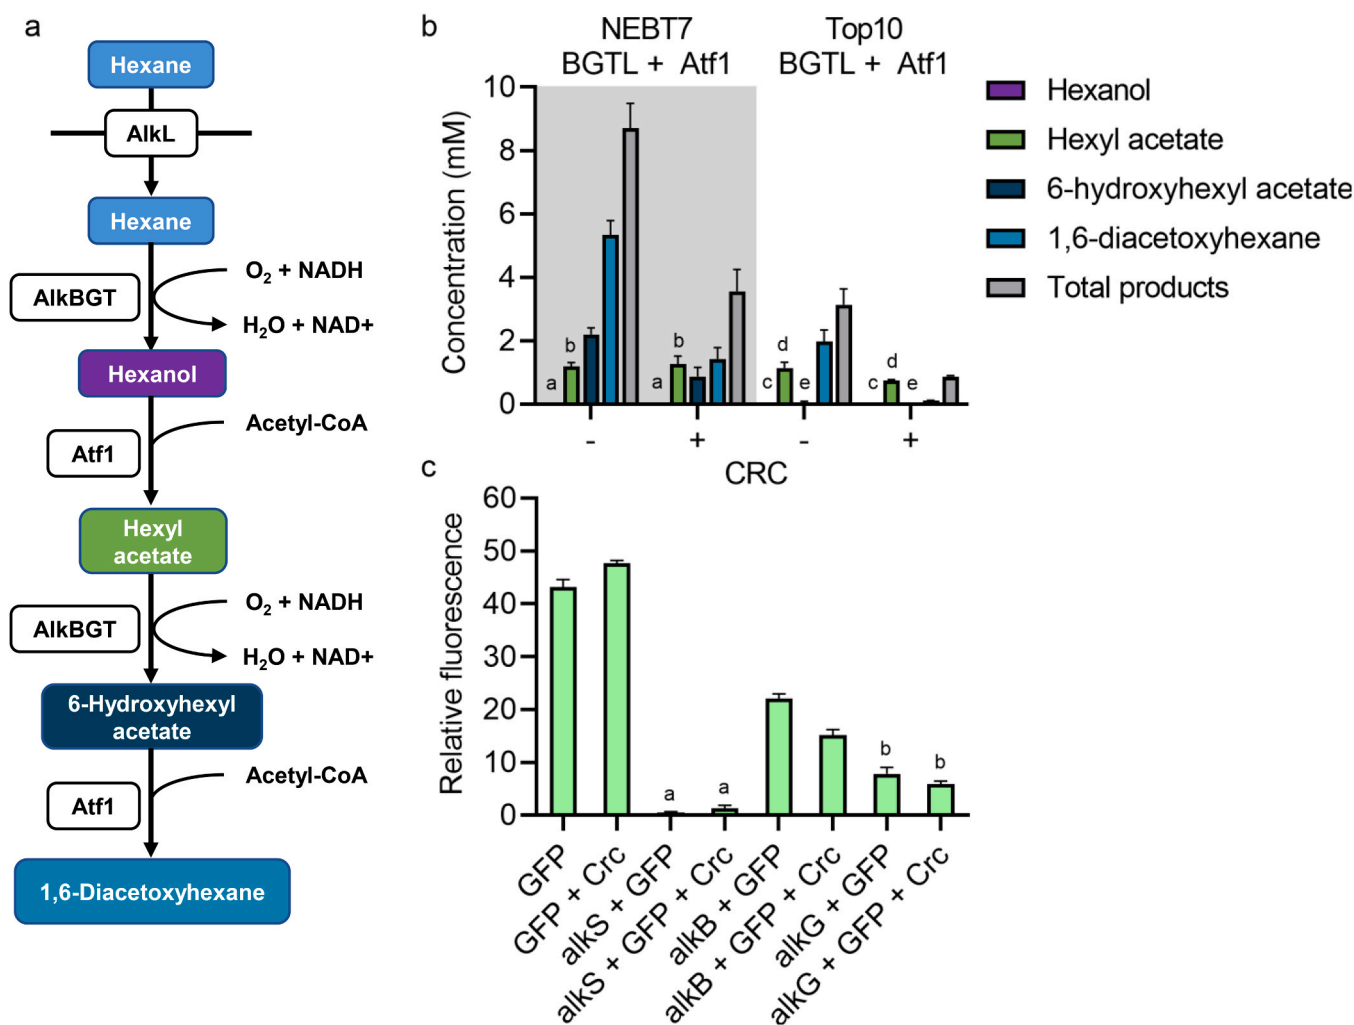 a
Hexane
AlkL
Hexane
O2 + NADH
AlkBGT
H2O + NAD+
Hexanol
Acetyl-CoA
Atf1
Hexyl
acetate
O2 + NADH
AlkBGT
H2O + NAD+
6-Hydroxyhexyl
acetate
Acetyl-CoA
Atf1
1,6-Diacetoxyhexane
b
NEBT7
BGTL + Atf1
Top10
BGTL + Atf1
Concentration (mM)
10
8
6
4
2
0
a
b
a
b
c
d
e
c
d
e
-
+
-
+
CRC
Hexanol
Hexyl acetate
6-hydroxyhexyl acetate
1,6-diacetoxyhexane
Total products
c
Relative fluorescence
60
50
40
30
20
10
0
a
a
b
b
GFP
GFP + Crc
alkS + GFP
alkS + GFP + Crc
alkB + GFP
alkB + GFP + Crc
alkG + GFP
alkG + GFP + Crc